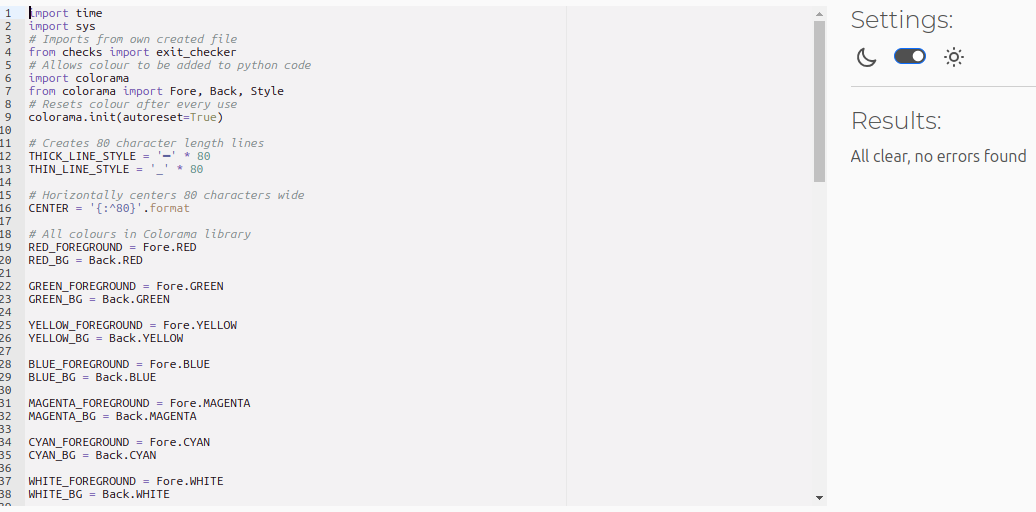 1 import time
2 import sys
3 # Imports from own created file
4 from checks import exit_checker
5 # Allows colour to be added to python code
6 import colorama
7 from colorama import Fore, Back, Style
8 # Resets colour after every use
9 colorama.init(autoreset=True)
10
11 # Creates 80 character length lines
12 THICK_LINE_STYLE = '━' * 80
13 THIN_LINE_STYLE = '_' * 80
14
15 # Horizontally centers 80 characters wide
16 CENTER = '{:^80}'.format
17
18 # All colours in Colorama library
19 RED_FOREGROUND = Fore.RED
20 RED_BG = Back.RED
21
22 GREEN_FOREGROUND = Fore.GREEN
23 GREEN_BG = Back.GREEN
24
25 YELLOW_FOREGROUND = Fore.YELLOW
26 YELLOW_BG = Back.YELLOW
27
28 BLUE_FOREGROUND = Fore.BLUE
29 BLUE_BG = Back.BLUE
30
31 MAGENTA_FOREGROUND = Fore.MAGENTA
32 MAGENTA_BG = Back.MAGENTA
33
34 CYAN_FOREGROUND = Fore.CYAN
35 CYAN_BG = Back.CYAN
36
37 WHITE_FOREGROUND = Fore.WHITE
38 WHITE_BG = Back.WHITE
Settings:
Results:
All clear, no errors found